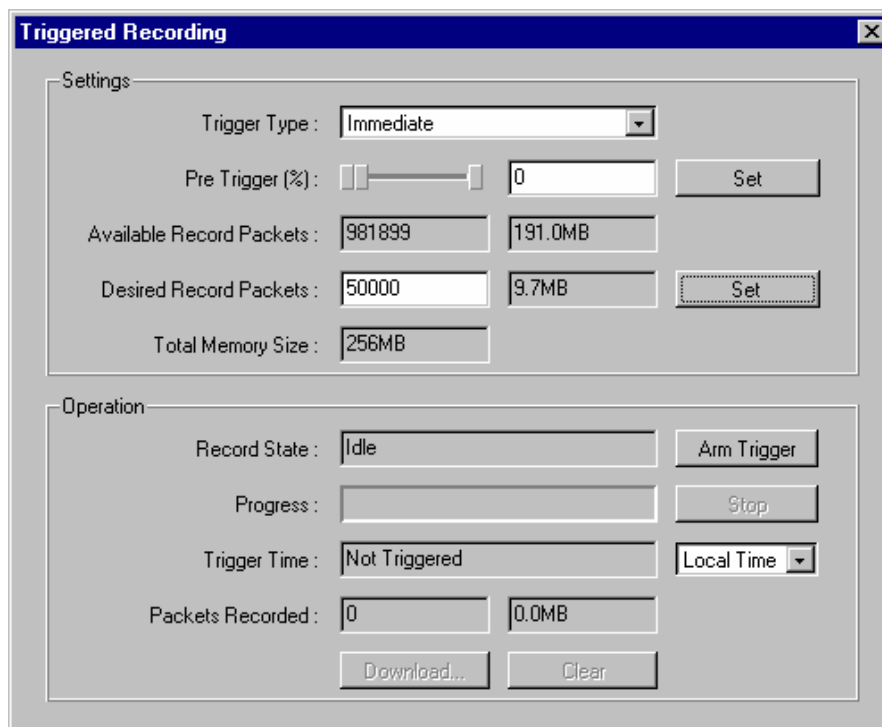 Triggered Recording
Settings
Trigger Type : Immediate
Pre Trigger (%) : 0 Set
Available Record Packets : 981899 191.0MB
Desired Record Packets : 50000 9.7MB Set
Total Memory Size : 256MB
Operation
Record State : Idle Arm Trigger
Progress : Stop
Trigger Time : Not Triggered Local Time
Packets Recorded : 0 0.0MB
Download... Clear